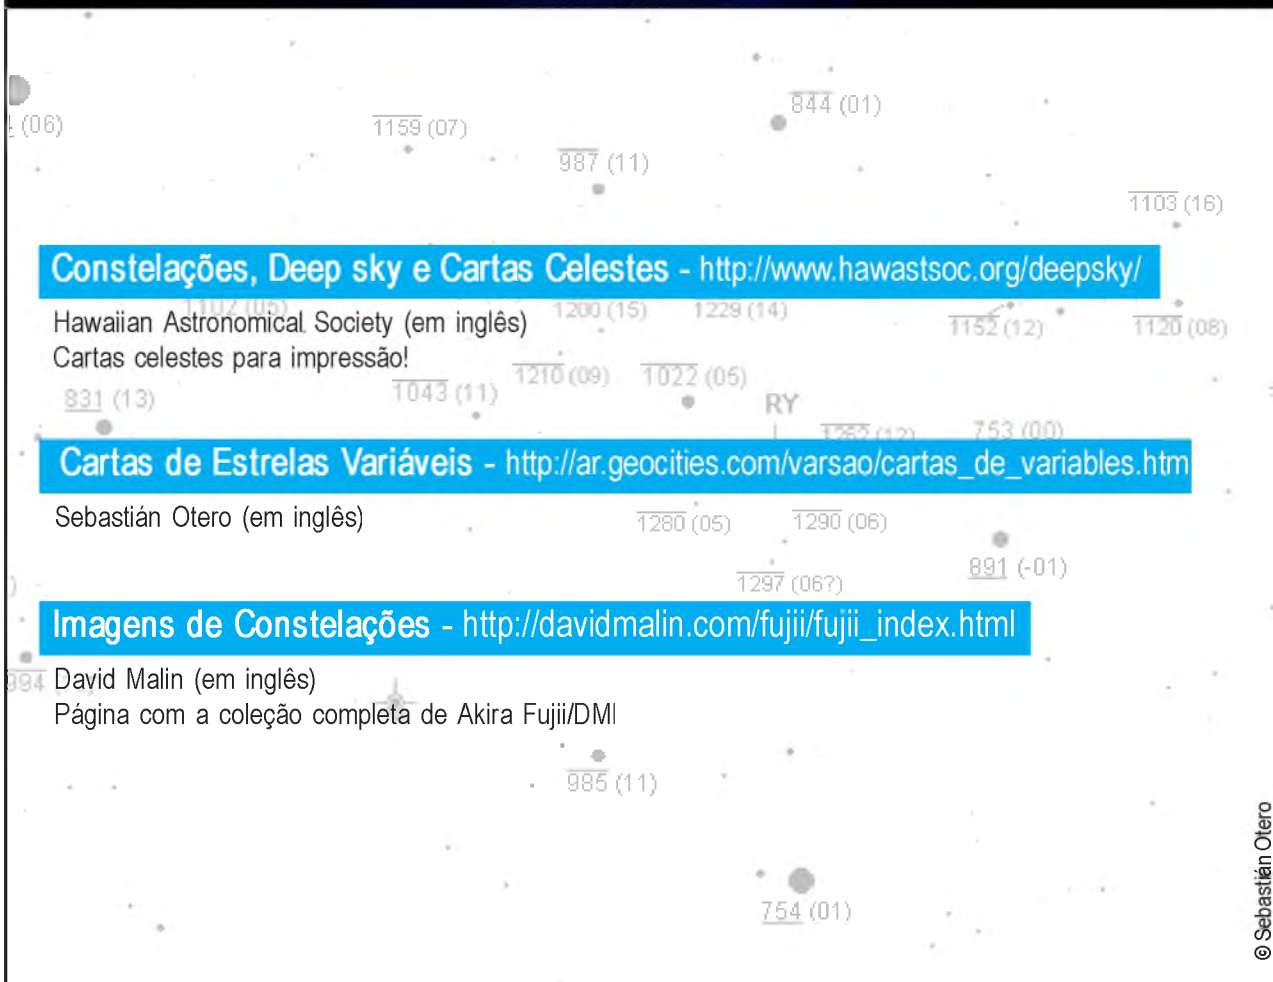 844 (01)
(06)
1159 (07)
987 (11)
1103 (16)
Constelações, Deep sky e Cartas Celestes - http://www.hawastsoc.org/deepsky/
1102 (05)
1200 (15)
1229 (14)
Hawaiian Astronomical Society (em inglês)
1152 (12)
1120 (08)
Cartas celestes para impressão!
1210 (09)
1022 (05)
1043 (11)
831 (13)
RY
1262 (12)
753 (00)
Cartas de Estrelas Variáveis - http://ar.geocities.com/varsao/cartas_de_variables.htm
Sebastián Otero (em inglês)
1280 (05)
1290 (06)
891 (-01)
1297 (06?)
Imagens de Constelações - http://davidmalin.com/fujii/fujii_index.html
994
David Malin (em inglês)
Página com a coleção completa de Akira Fujii/DMI
985 (11)
754 (01)
© Sebastián Otero